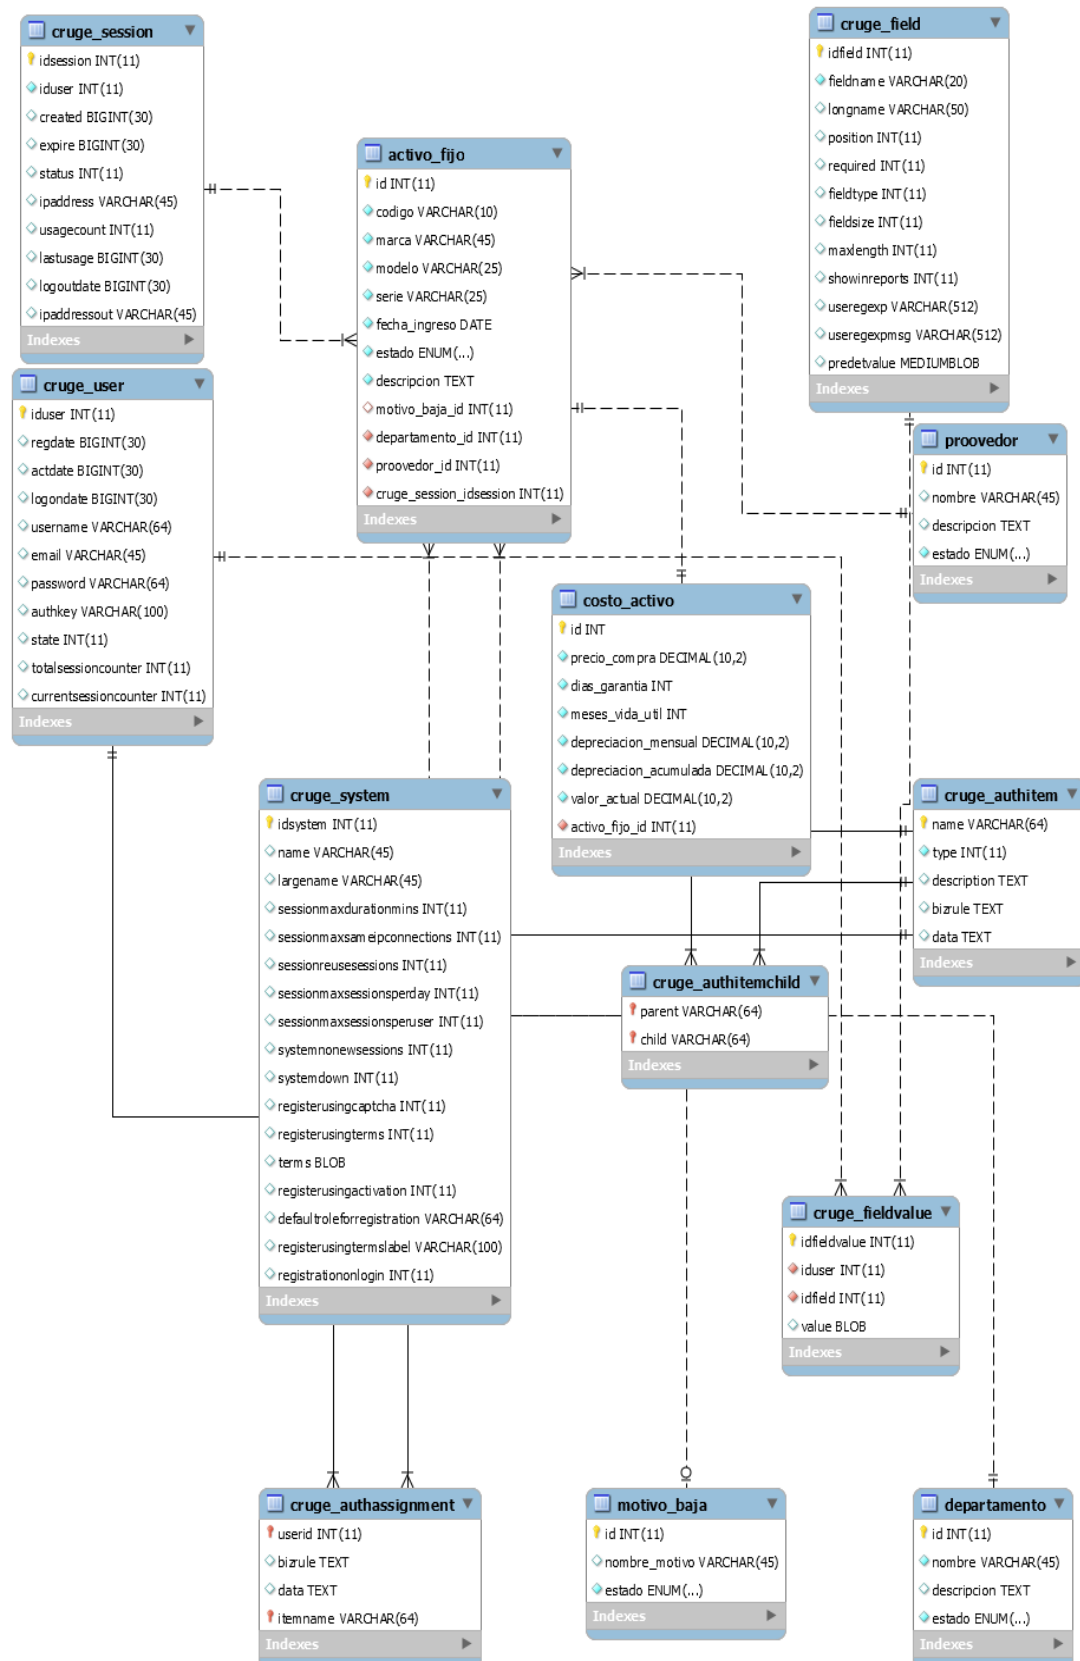 cruge_session
idsession INT(11)
iduser INT(11)
created BIGINT(30)
expire BIGINT(30)
status INT(11)
ipaddress VARCHAR(45)
usagecount INT(11)
lastusage BIGINT(30)
logoutdate BIGINT(30)
ipaddressout VARCHAR(45)
Indexes
cruge_field
idfield INT(11)
fieldname VARCHAR(20)
longname VARCHAR(50)
position INT(11)
required INT(11)
fieldtype INT(11)
fieldsize INT(11)
maxlength INT(11)
showinreports INT(11)
useregexp VARCHAR(512)
useregexpmsg VARCHAR(512)
predetvalue MEDIUMBLOB
Indexes
activo_fijo
id INT(11)
codigo VARCHAR(10)
marca VARCHAR(45)
modelo VARCHAR(25)
serie VARCHAR(25)
fecha_ingreso DATE
estado ENUM(...)
descripcion TEXT
motivo_baja_id INT(11)
departamento_id INT(11)
proovedor_id INT(11)
cruge_session_idsession INT(11)
Indexes
cruge_user
iduser INT(11)
regdate BIGINT(30)
actdate BIGINT(30)
logondate BIGINT(30)
username VARCHAR(64)
email VARCHAR(45)
password VARCHAR(64)
authkey VARCHAR(100)
state INT(11)
totalsessioncounter INT(11)
currentsessioncounter INT(11)
Indexes
proovedor
id INT(11)
nombre VARCHAR(45)
descripcion TEXT
estado ENUM(...)
Indexes
costo_activo
id INT
precio_compra DECIMAL(10,2)
dias_garantia INT
meses_vida_util INT
depreciacion_mensual DECIMAL(10,2)
depreciacion_acumulada DECIMAL(10,2)
valor_actual DECIMAL(10,2)
activo_fijo_id INT(11)
Indexes
cruge_system
idsystem INT(11)
name VARCHAR(45)
largename VARCHAR(45)
sessionmaxdurationmins INT(11)
sessionmaxsameipconnections INT(11)
sessionreusesessions INT(11)
sessionmaxsessionsperday INT(11)
sessionmaxsessionsperuser INT(11)
systemnonewsessions INT(11)
systemdown INT(11)
registerusingcaptcha INT(11)
registerusingterms INT(11)
terms BLOB
registerusingactivation INT(11)
defaultroleforregistration VARCHAR(64)
registerusingtermslabel VARCHAR(100)
registrationonlogin INT(11)
Indexes
cruge_authitem
name VARCHAR(64)
type INT(11)
description TEXT
bizrule TEXT
data TEXT
Indexes
cruge_authitemchild
parent VARCHAR(64)
child VARCHAR(64)
Indexes
cruge_fieldvalue
idfieldvalue INT(11)
iduser INT(11)
idfield INT(11)
value BLOB
Indexes
cruge_authassignment
userid INT(11)
bizrule TEXT
data TEXT
itemname VARCHAR(64)
Indexes
motivo_baja
id INT(11)
nombre_motivo VARCHAR(45)
estado ENUM(...)
Indexes
departamento
id INT(11)
nombre VARCHAR(45)
descripcion TEXT
estado ENUM(...)
Indexes